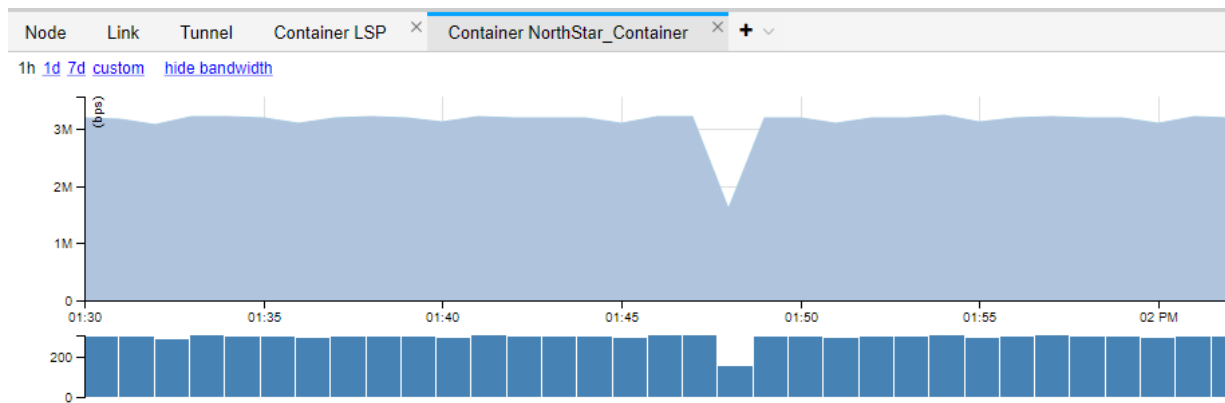 Node Link Tunnel Container LSP × Container NorthStar_Container × +
1h 1d 7d custom hide bandwidth
(bps)
3M
2M
1M
0
01:30 01:35 01:40 01:45 01:50 01:55 02 PM
200
0